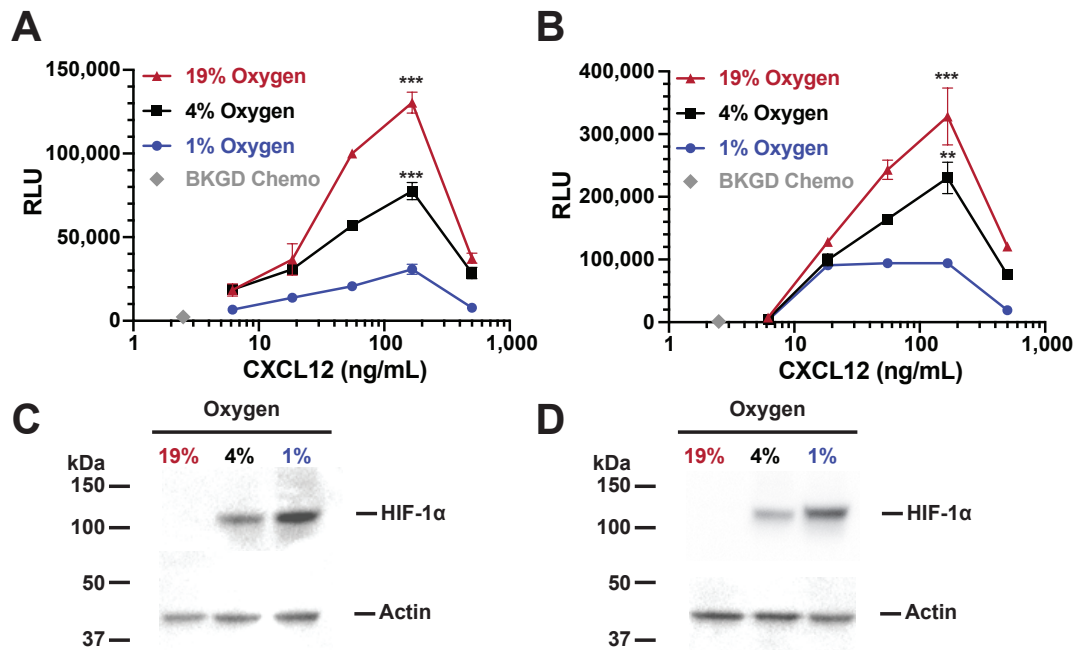 A
150,000
100,000
50,000
0
RLU
19% Oxygen
4% Oxygen
1% Oxygen
BKGD Chemo
***
***
1 10 100 1,000
CXCL12 (ng/mL)
B
400,000
300,000
200,000
100,000
0
RLU
19% Oxygen
4% Oxygen
1% Oxygen
BKGD Chemo
***
**
1 10 100 1,000
CXCL12 (ng/mL)
C
Oxygen
19% 4% 1%
kDa
150
100
50
37
HIF-1α
Actin
D
Oxygen
19% 4% 1%
kDa
150
100
50
37
HIF-1α
Actin